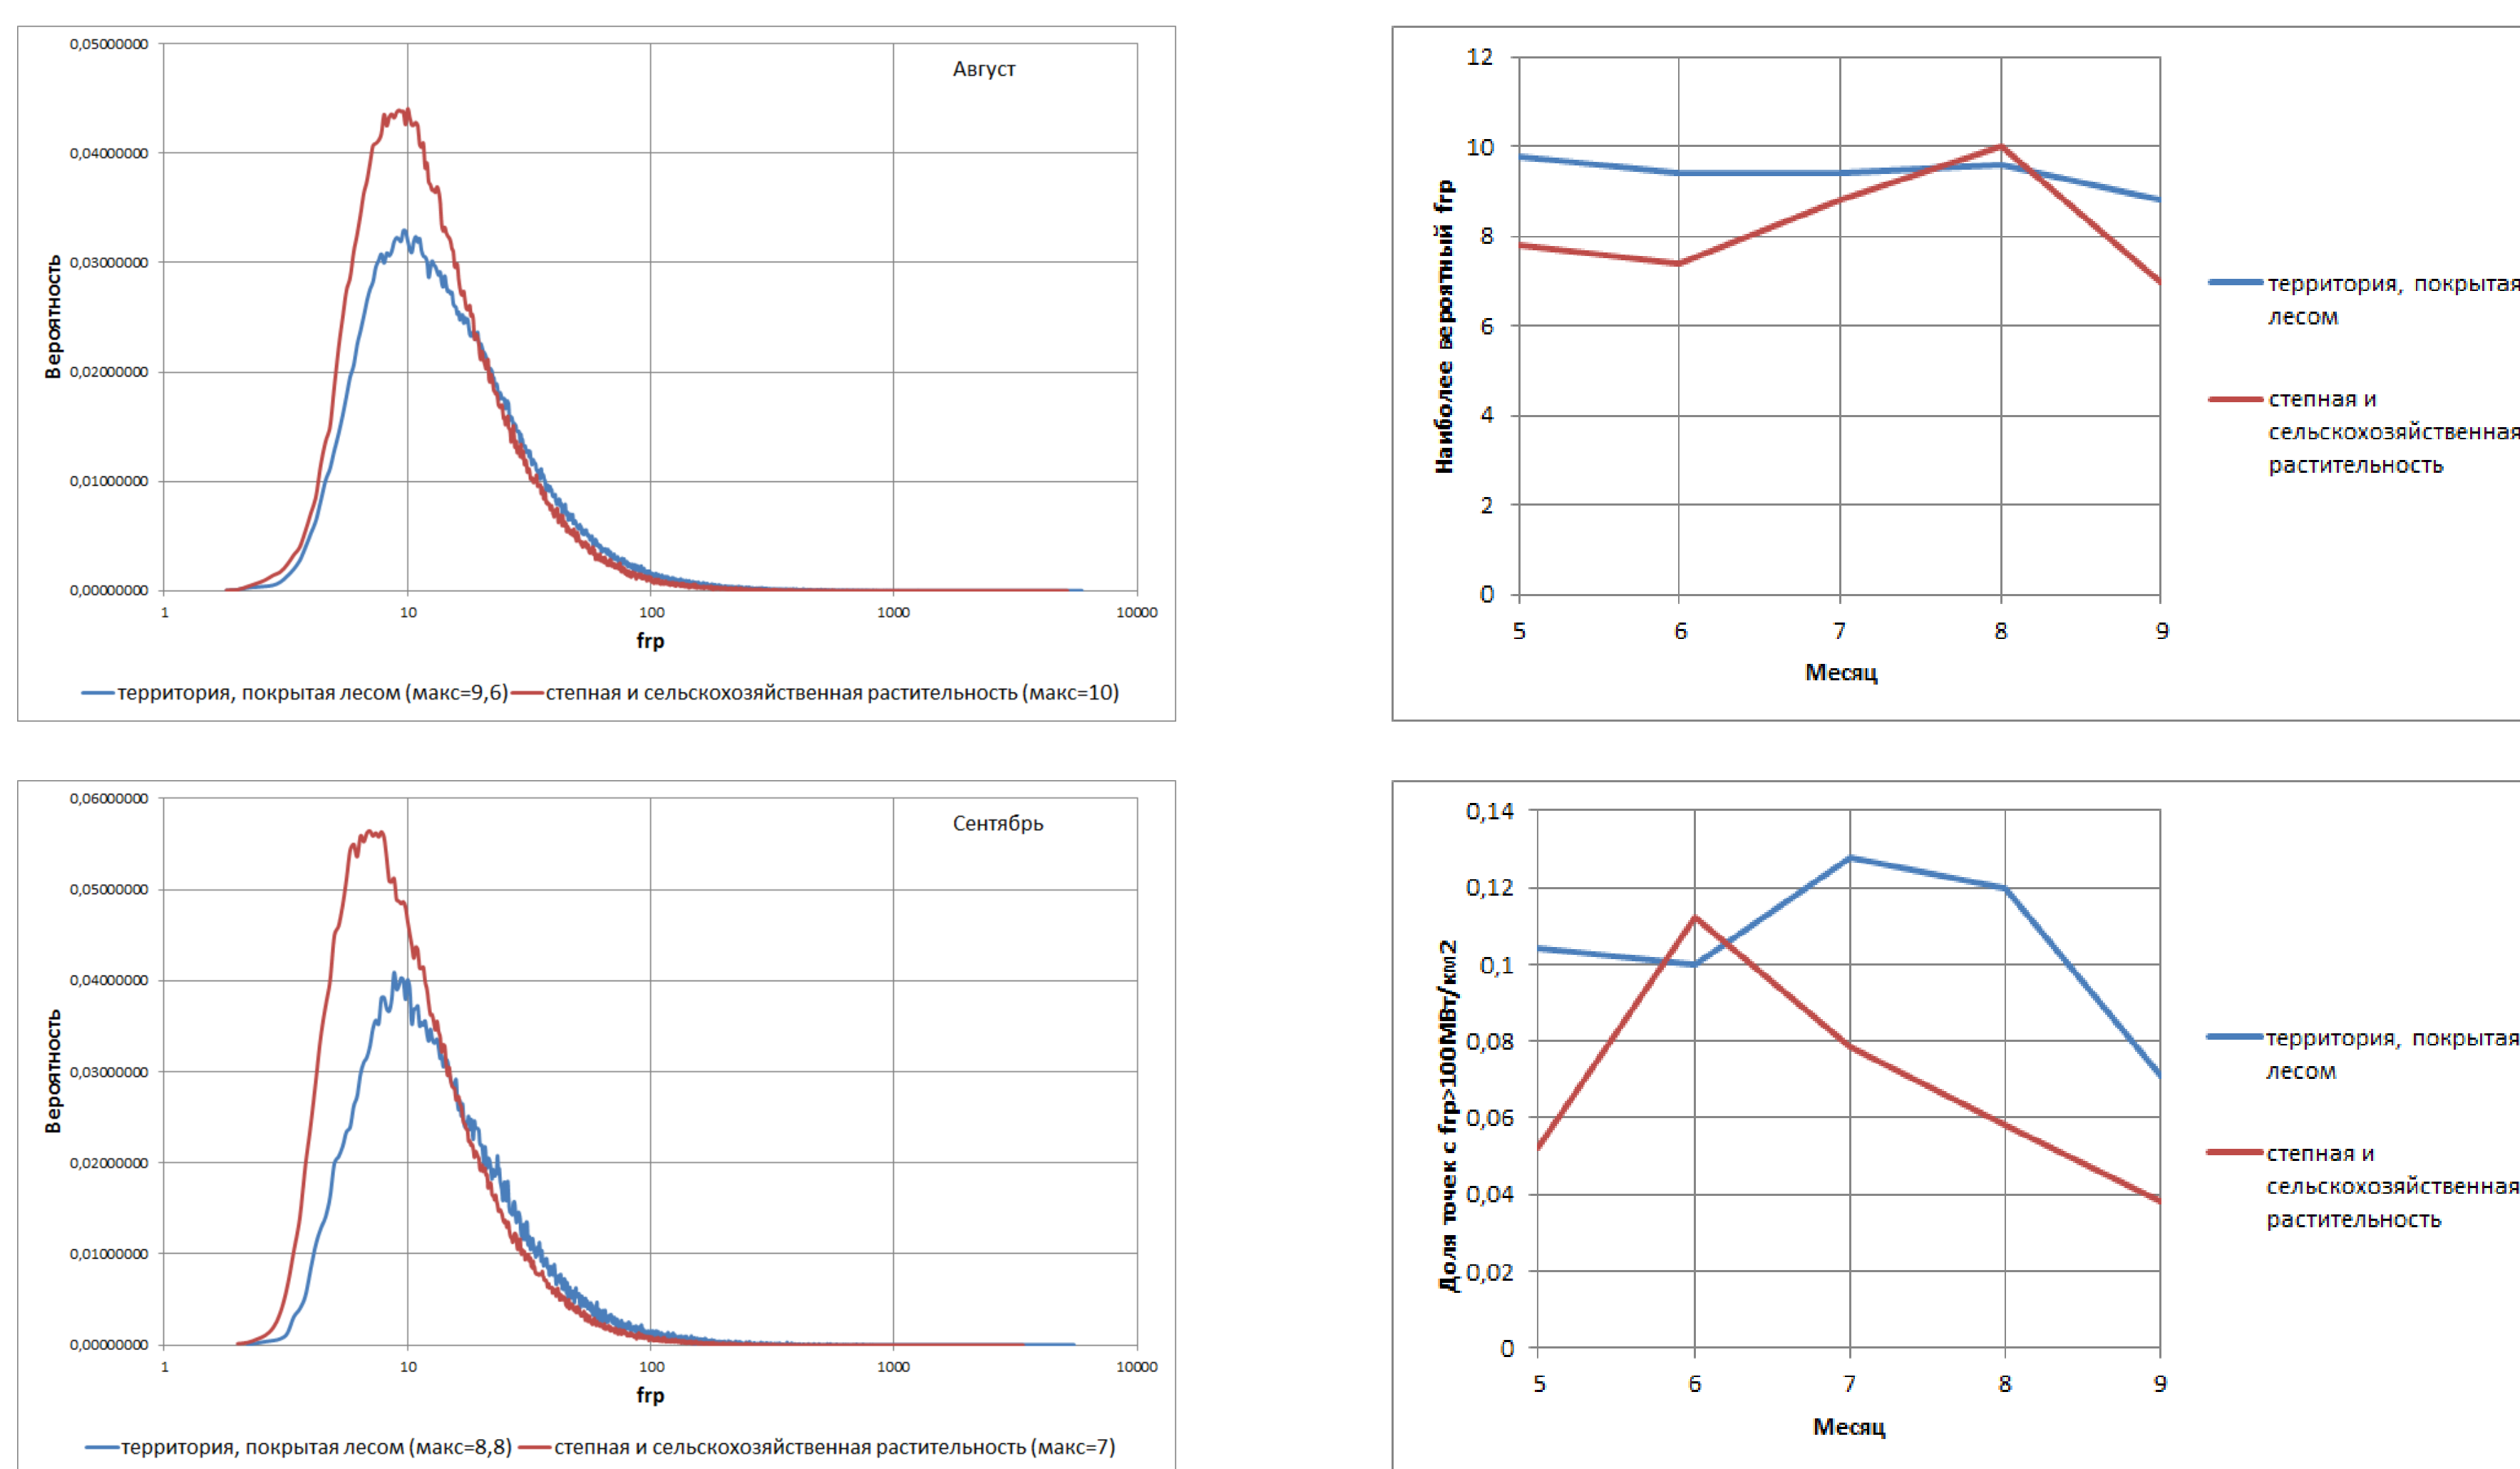 0,05000000
0,04000000
0,03000000
0,02000000
0,01000000
0,00000000
Вероятность
Август
1 10 100 1000 10000
frp
территория, покрытая лесом (макс=9,6) степная и сельскохозяйственная растительность (макс=10)
12
10
8
6
4
2
0
Наиболее вероятный frp
5 6 7 8 9
Месяц
территория, покрытая
лесом
степная и
сельскохозяйственная
растительность
0,06000000
0,05000000
0,04000000
0,03000000
0,02000000
0,01000000
0,00000000
Вероятность
Сентябрь
1 10 100 1000 10000
frp
территория, покрытая лесом (макс=8,8) степная и сельскохозяйственная растительность (макс=7)
0,14
0,12
0,1
0,08
0,06
0,04
0,02
0
Доля точек с frp>100МВт/км2
5 6 7 8 9
Месяц
территория, покрытая
лесом
степная и
сельскохозяйственная
растительность